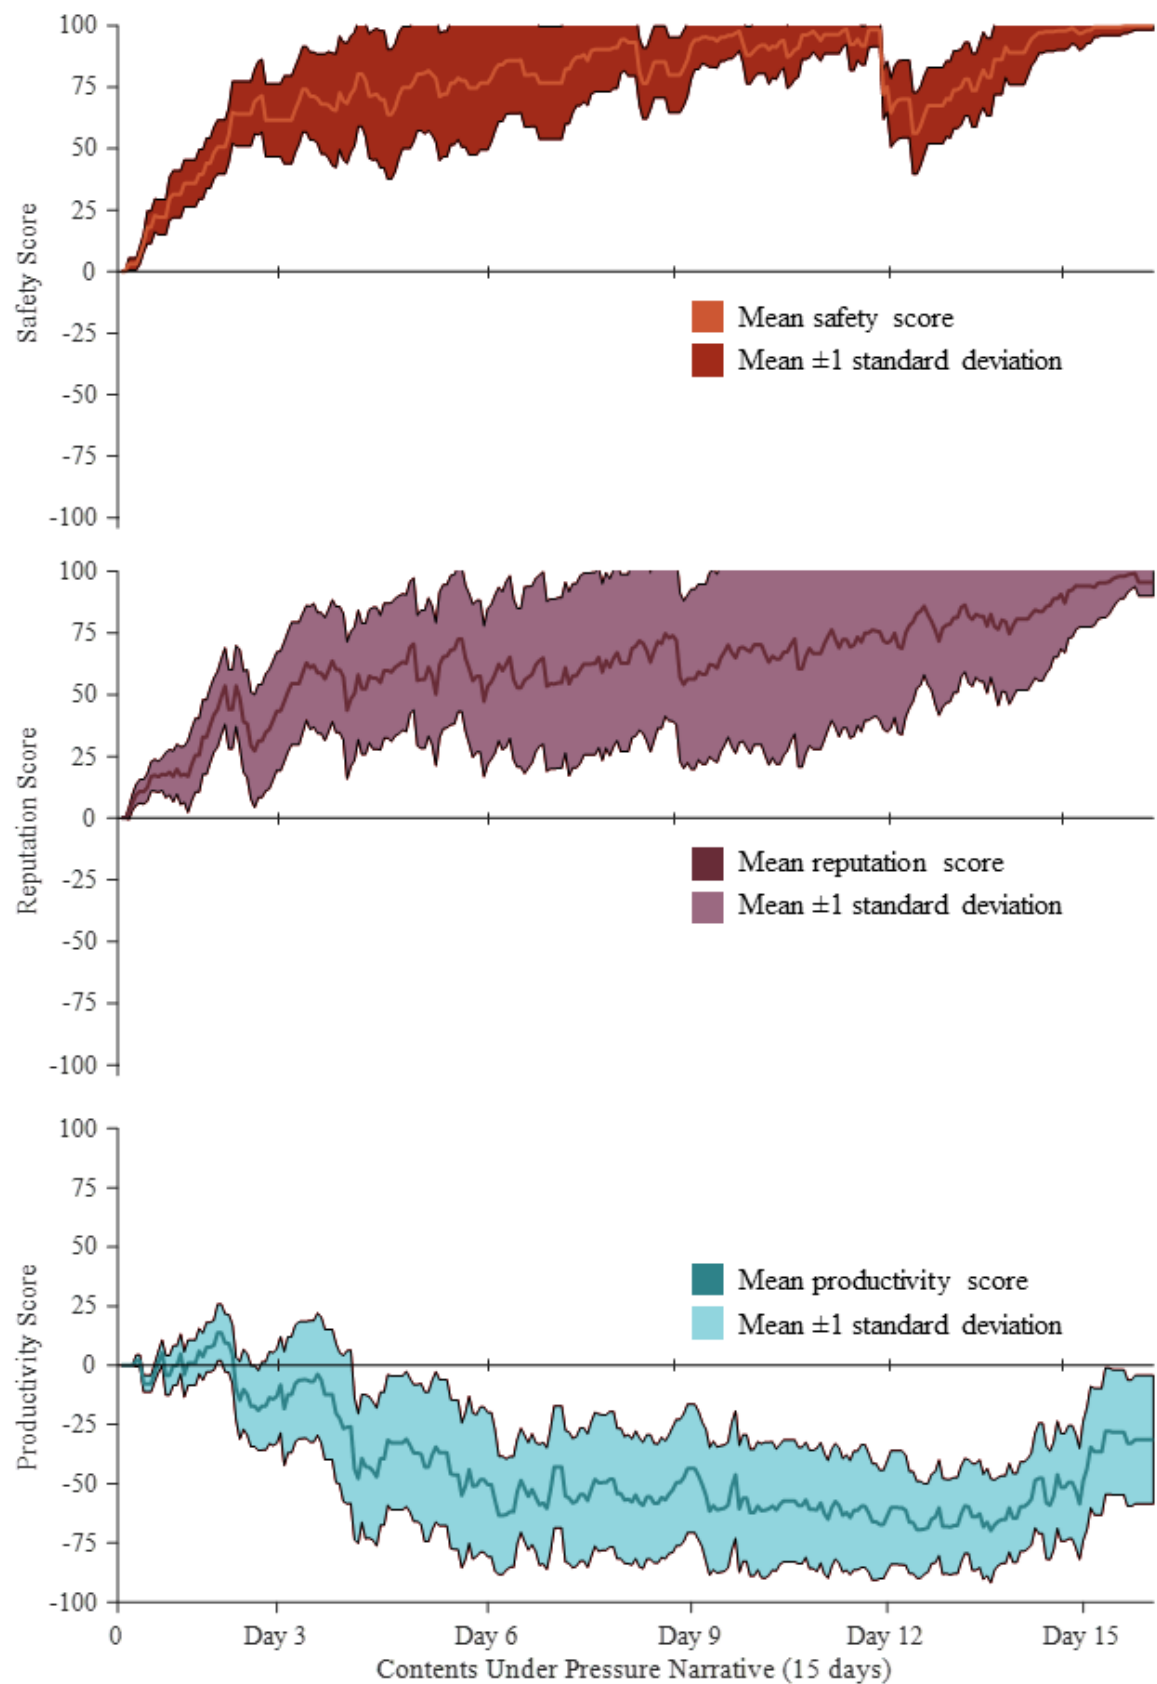 100
75
50
25
0
-25
-50
-75
-100
Safety Score
Mean safety score
Mean ±1 standard deviation
100
75
50
25
0
-25
-50
-75
-100
Reputation Score
Mean reputation score
Mean ±1 standard deviation
100
75
50
25
0
-25
-50
-75
-100
Productivity Score
Mean productivity score
Mean ±1 standard deviation
0 Day 3 Day 6 Day 9 Day 12 Day 15
Contents Under Pressure Narrative (15 days)